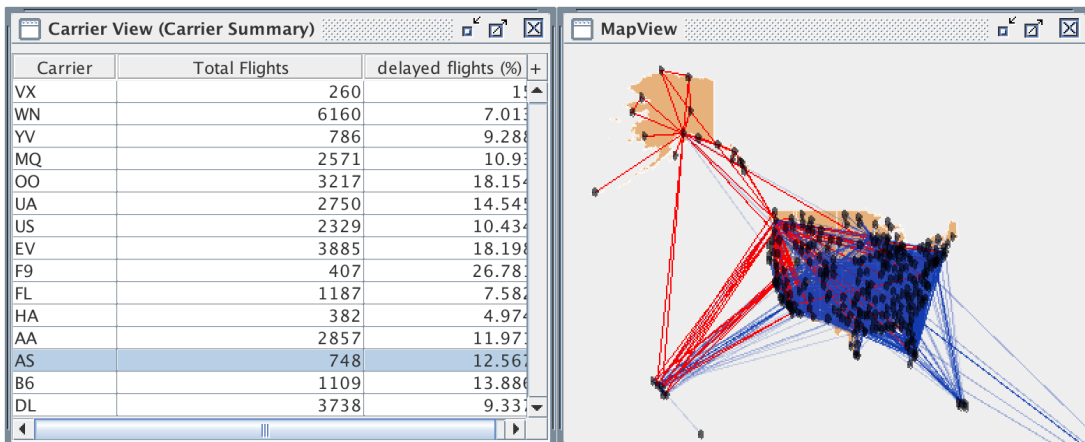 Carrier View (Carrier Summary)
MapView
Carrier Total Flights delayed flights (%) +
VX 260 15
WN 6160 7.013
YV 786 9.288
MQ 2571 10.93
OO 3217 18.154
UA 2750 14.545
US 2329 10.434
EV 3885 18.198
F9 407 26.781
FL 1187 7.582
HA 382 4.974
AA 2857 11.971
AS 748 12.567
B6 1109 13.886
DL 3738 9.337